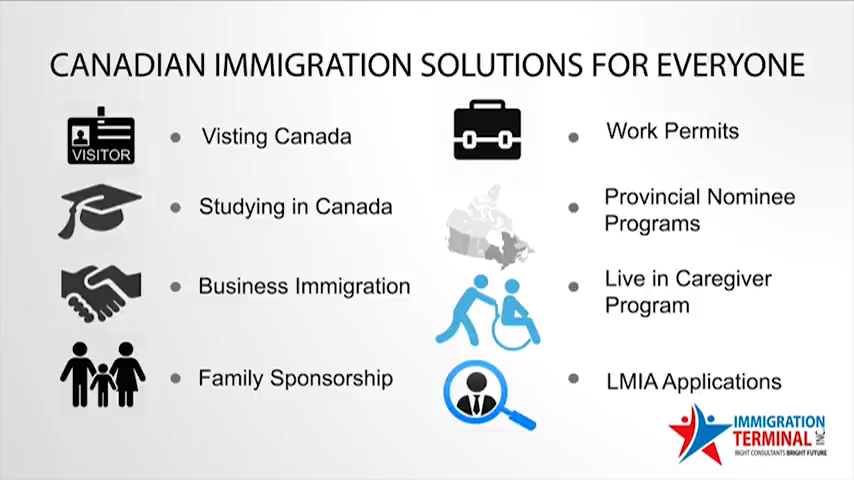 CANADIAN IMMIGRATION SOLUTIONS FOR EVERYONE
VISITOR
Visting Canada
Studying in Canada
Business Immigration
Family Sponsorship
Work Permits
Provincial Nominee
Programs
Live in Caregiver
Program
LMIA Applications
IMMIGRATION
TERMINAL INC
RIGHT CONSULTANTS BRIGHT FUTURE